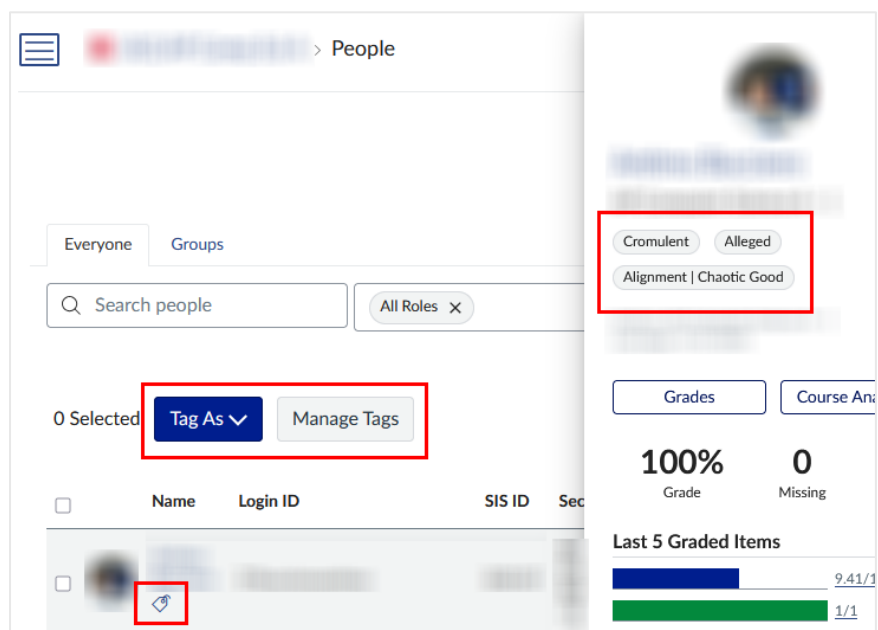 > People
Everyone Groups
Search people
All Roles X
0 Selected Tag As Manage Tags
Name Login ID SIS ID Sec
Cromulent Alleged
Alignment | Chaotic Good
Grades Course Ana
100% 0
Grade Missing
Last 5 Graded Items
9.41/1
1/1